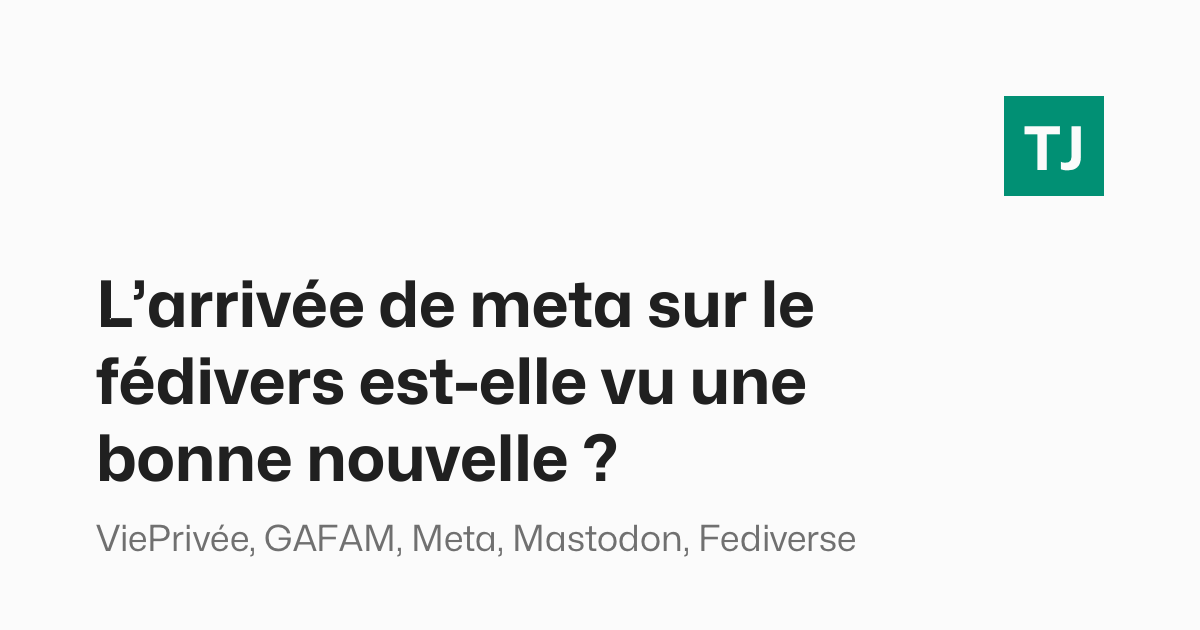 TJ
L’arrivée de meta sur le
fédivers est-elle vu une
bonne nouvelle ?
ViePrivée, GAFAM, Meta, Mastodon, Fediverse